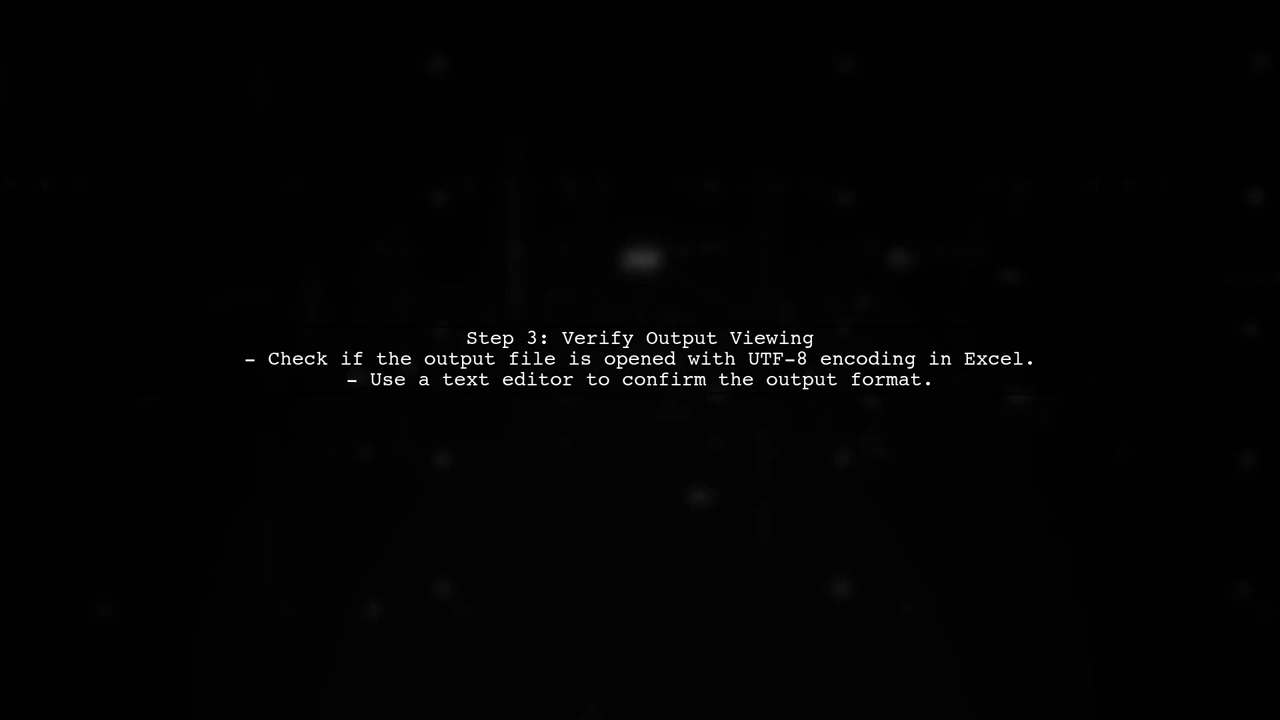 Step 3: Verify Output Viewing
- Check if the output file is opened with UTF-8 encoding in Excel.
- Use a text editor to confirm the output format.